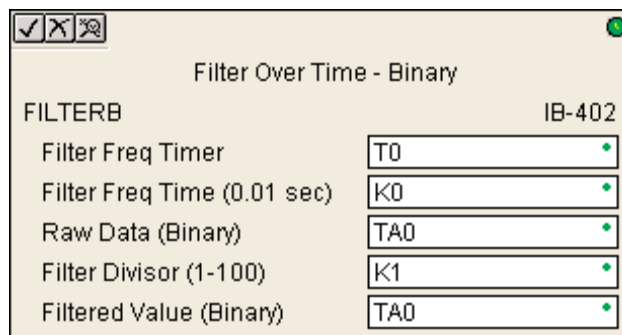 Filter Over Time - Binary
FILTERB IB-402
Filter Freq Timer T0
Filter Freq Time (0.01 sec) K0
Raw Data (Binary) TA0
Filter Divisor (1-100) K1
Filtered Value (Binary) TA0